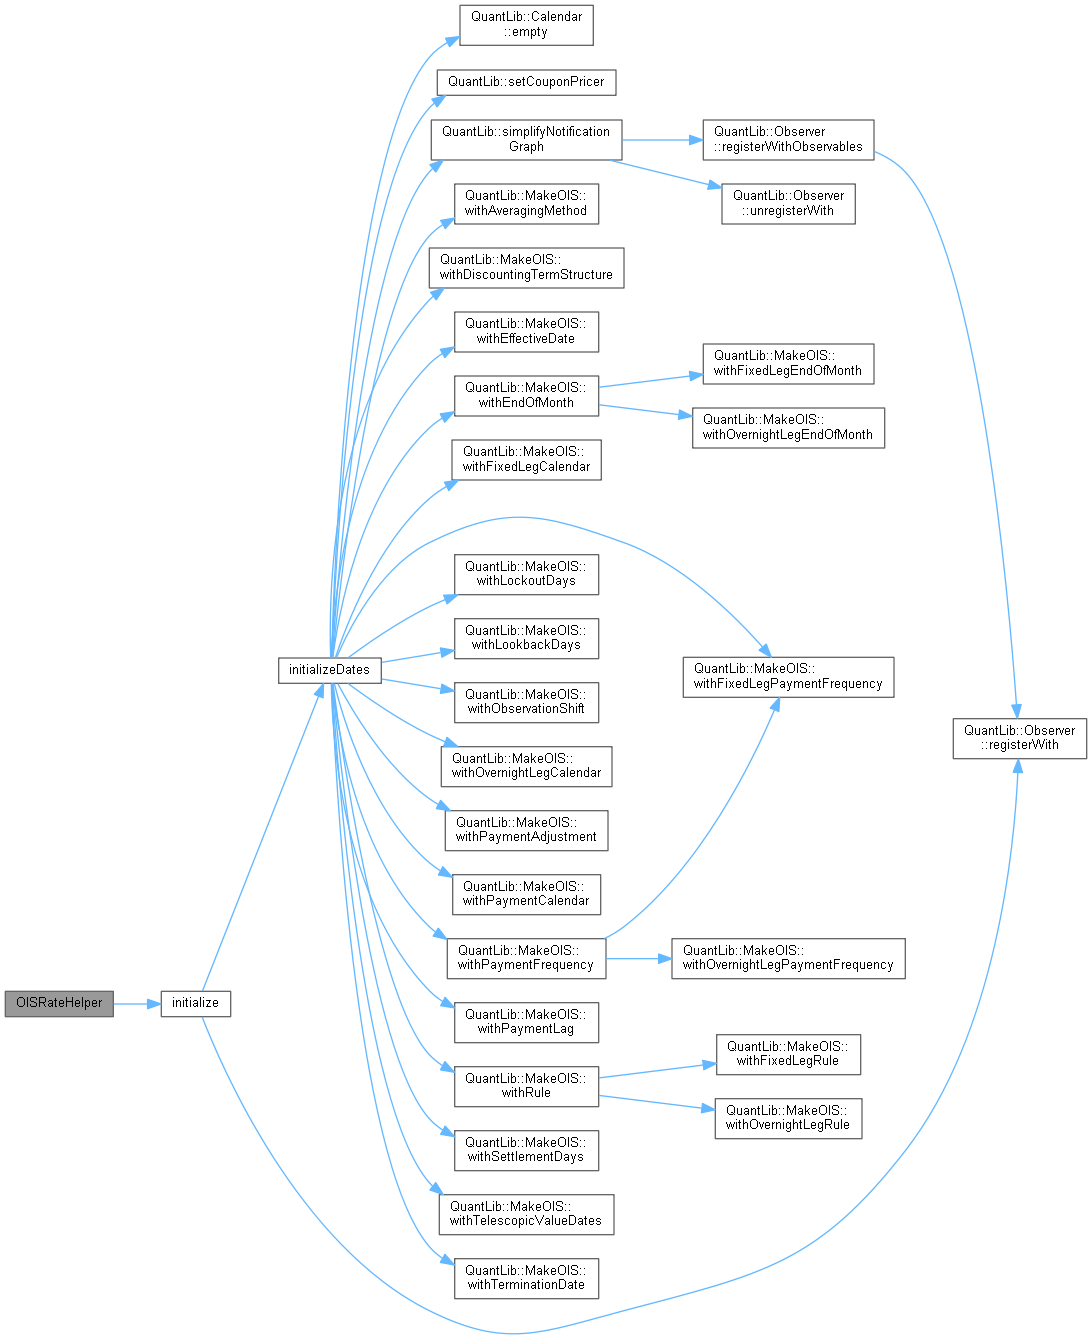 QuantLib::Calendar
::empty
QuantLib::setCouponPricer
QuantLib::simplifyNotification
Graph
QuantLib::Observer
::registerWithObservables
QuantLib::MakeOIS::
withAveragingMethod
QuantLib::Observer
::unregisterWith
QuantLib::MakeOIS::
withDiscountingTermStructure
QuantLib::MakeOIS::
withEffectiveDate
QuantLib::MakeOIS::
withFixedLegEndOfMonth
QuantLib::MakeOIS::
withEndOfMonth
QuantLib::MakeOIS::
withOvernightLegEndOfMonth
QuantLib::MakeOIS::
withFixedLegCalendar
QuantLib::MakeOIS::
withLockoutDays
QuantLib::MakeOIS::
withLookbackDays
initializeDates
QuantLib::MakeOIS::
withFixedLegPaymentFrequency
QuantLib::MakeOIS::
withObservationShift
QuantLib::Observer
::registerWith
QuantLib::MakeOIS::
withOvernightLegCalendar
QuantLib::MakeOIS::
withPaymentAdjustment
QuantLib::MakeOIS::
withPaymentCalendar
QuantLib::MakeOIS::
withPaymentFrequency
QuantLib::MakeOIS::
withOvernightLegPaymentFrequency
OISRateHelper
initialize
QuantLib::MakeOIS::
withPaymentLag
QuantLib::MakeOIS::
withFixedLegRule
QuantLib::MakeOIS::
withRule
QuantLib::MakeOIS::
withOvernightLegRule
QuantLib::MakeOIS::
withSettlementDays
QuantLib::MakeOIS::
withTelescopicValueDates
QuantLib::MakeOIS::
withTerminationDate